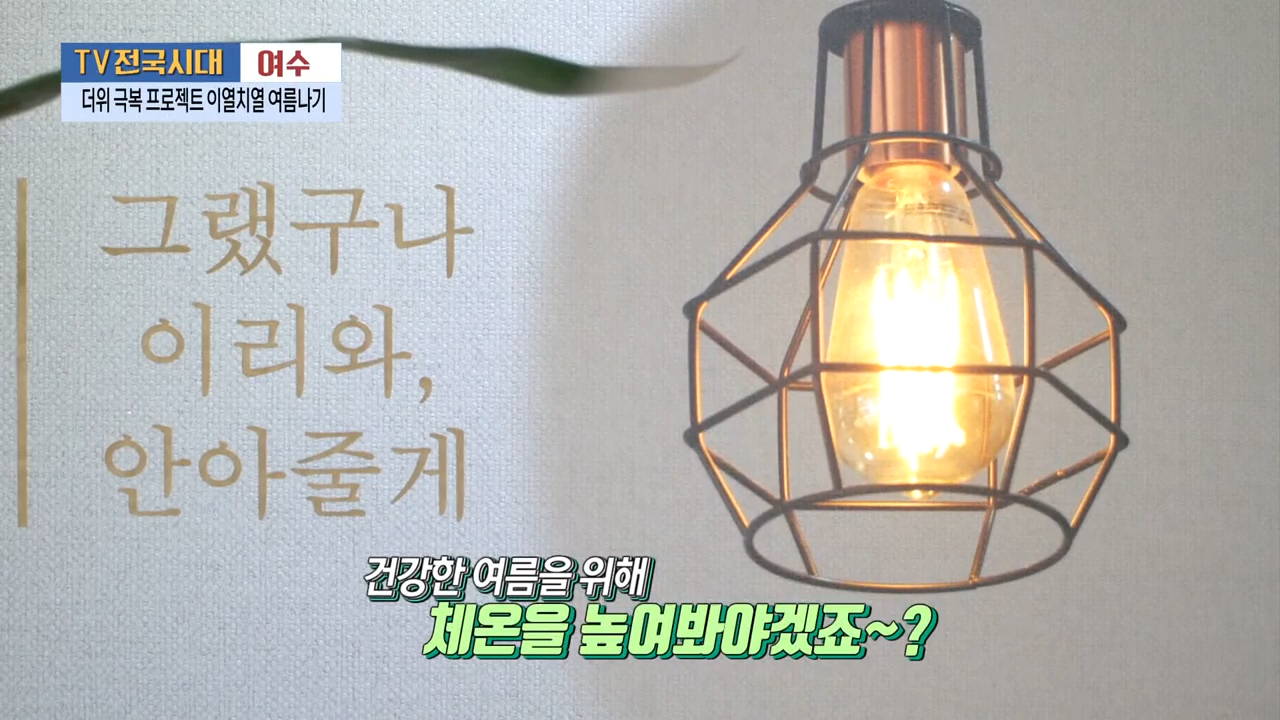 TV전국시대 여수
더위 극복 프로젝트 이열치열 여름나기
그랬구나
이리와,
안아줄게
건강한 여름을 위해
체온을 높여봐야겠죠~?